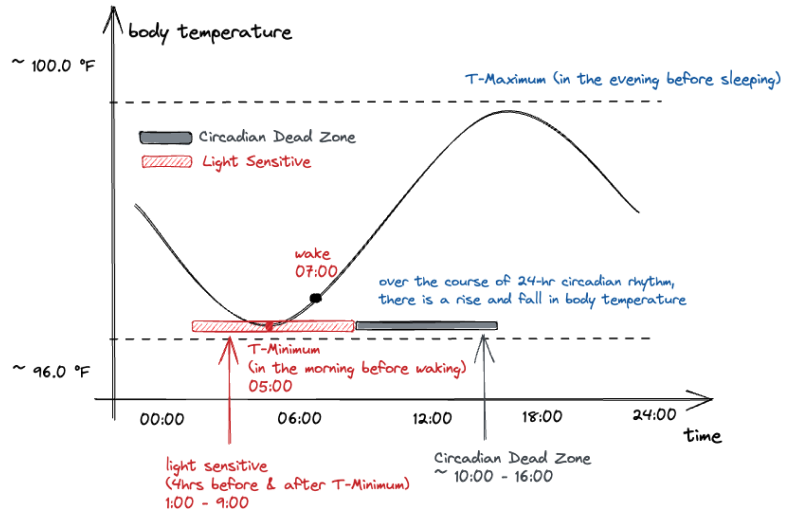 body temperature
~ 100.0 °F
T-Maximum (in the evening before sleeping)
Circadian Dead Zone
Light Sensitive
wake
07:00
over the course of 24-hr circadian rhythm,
there is a rise and fall in body temperature
T-Minimum
(in the morning before waking)
05:00
~ 96.0 °F
00:00
06:00
12:00
18:00
24:00
time
light sensitive
(4hrs before & after T-Minimum)
1:00 - 9:00
Circadian Dead Zone
~ 10:00 - 16:00